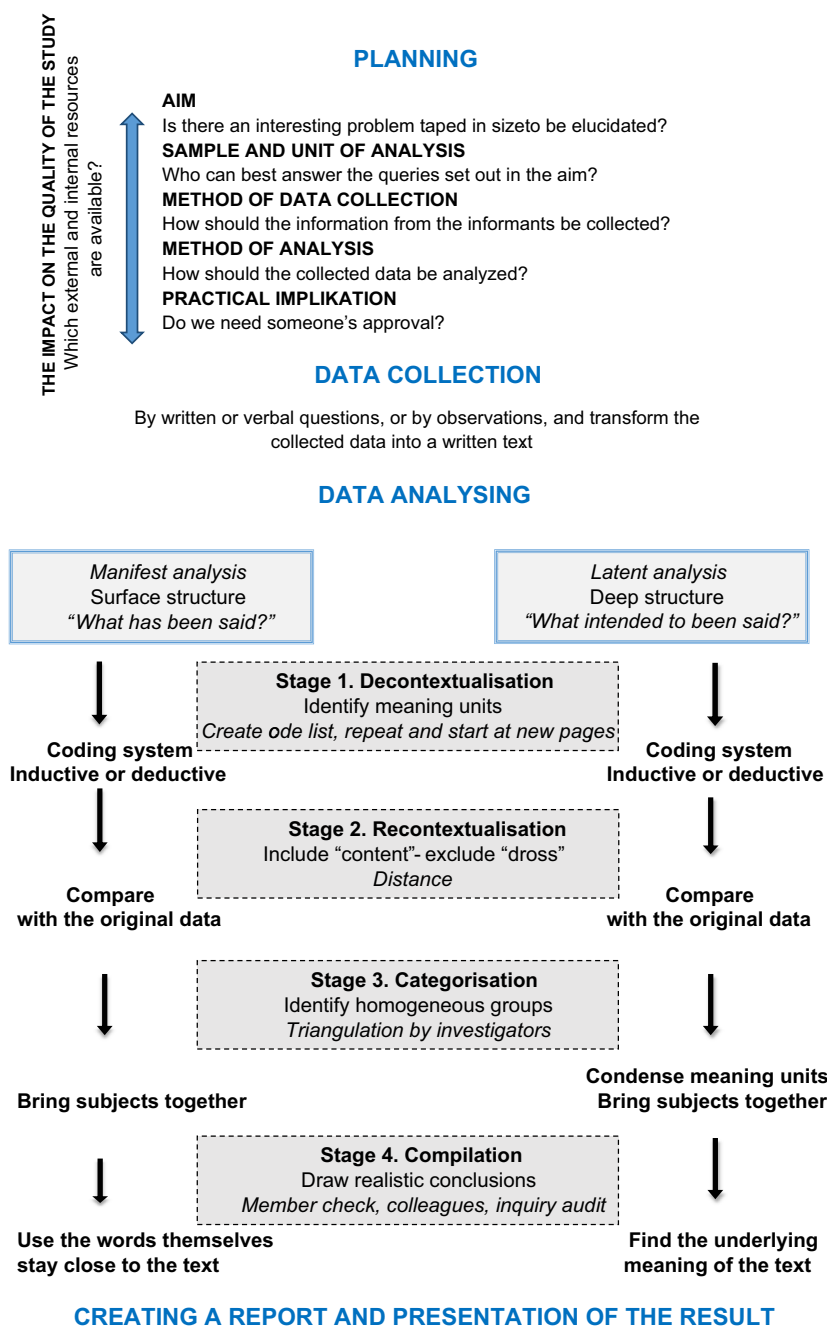 THE IMPACT ON THE QUALITY OF THE STUDY
Which external and internal resources
are available?
PLANNING
AIM
Is there an interesting problem taped in sizeto be elucidated?
SAMPLE AND UNIT OF ANALYSIS
Who can best answer the queries set out in the aim?
METHOD OF DATA COLLECTION
How should the information from the informants be collected?
METHOD OF ANALYSIS
How should the collected data be analyzed?
PRACTICAL IMPLIKATION
Do we need someone’s approval?
DATA COLLECTION
By written or verbal questions, or by observations, and transform the
collected data into a written text
DATA ANALYSING
Manifest analysis
Surface structure
“What has been said?”
Latent analysis
Deep structure
“What intended to been said?”
Stage 1. Decontextualisation
Identify meaning units
Create ode list, repeat and start at new pages
Coding system
Inductive or deductive
Coding system
Inductive or deductive
Stage 2. Recontextualisation
Include “content”- exclude “dross”
Distance
Compare
with the original data
Compare
with the original data
Stage 3. Categorisation
Identify homogeneous groups
Triangulation by investigators
Bring subjects together
Condense meaning units
Bring subjects together
Stage 4. Compilation
Draw realistic conclusions
Member check, colleagues, inquiry audit
Use the words themselves
stay close to the text
Find the underlying
meaning of the text
CREATING A REPORT AND PRESENTATION OF THE RESULT